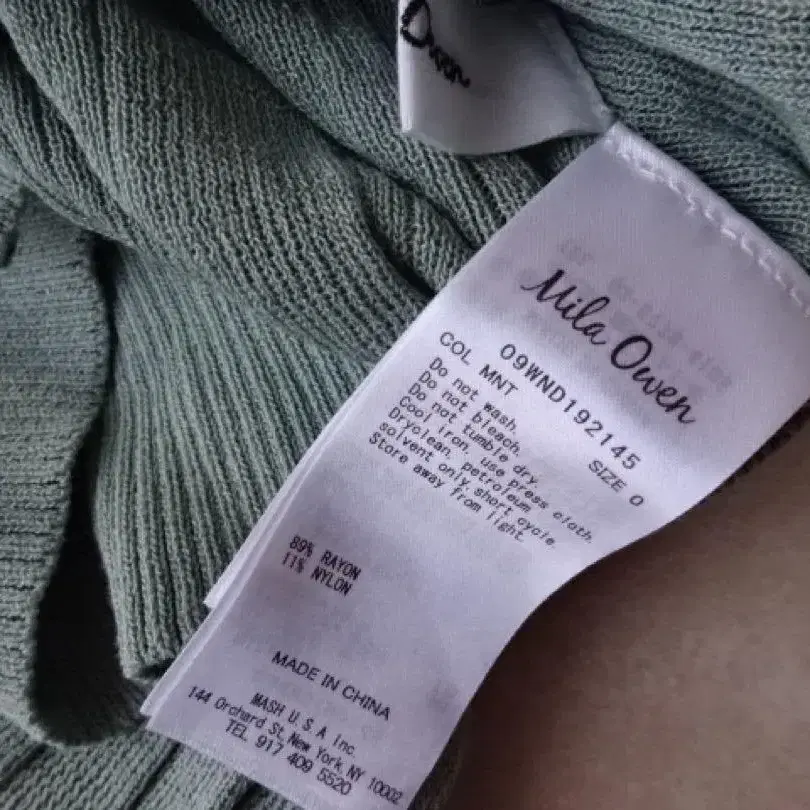 Owen
Mila Owen
09WND192145
COL MNT
SIZE 0
Do not wash.
Do not bleach.
Do not tumble dry.
Cool iron, use press cloth.
Dryclean, petroleum
solvent only,short cycle.
Store away from light.
89% RAYON
11% NYLON
MADE IN CHINA
MASH U.S.A Inc.
144 Orchard St, New York, NY 10002
TEL 917 409 5520